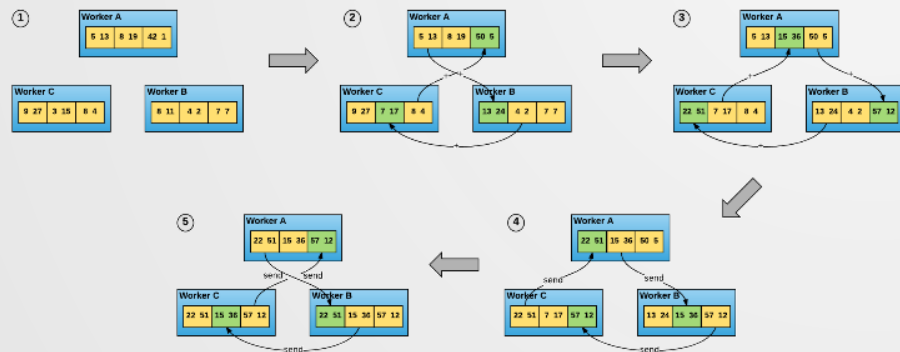 1
Worker A
5 13 8 19 42 1
Worker C
9 27 3 15 8 4
Worker B
8 11 4 2 7 7
2
Worker A
5 13 8 19 50 5
+ +
Worker C
9 27 7 17 8 4
Worker B
13 24 4 2 7 7
+
3
Worker A
5 13 15 36 50 5
+ +
Worker C
22 51 7 17 8 4
Worker B
13 24 4 2 57 12
4
Worker A
22 51 15 36 50 5
send send
Worker C
22 51 7 17 57 12
Worker B
13 24 15 36 57 12
send
5
Worker A
22 51 15 36 57 12
send send
Worker C
22 51 15 36 57 12
Worker B
22 51 15 36 57 12
send